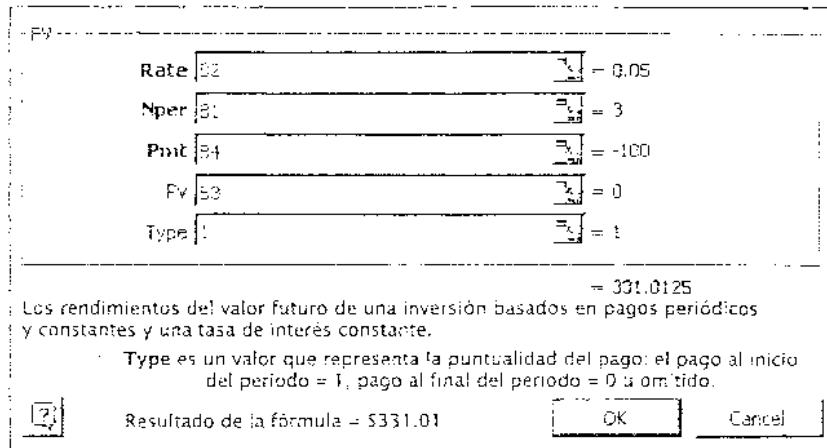 FV
Rate B2 = 0.05
Nper B1 = 3
Pmt B4 = -100
Pv B3 = 0
Type 1 = 1
= 331.0125
Los rendimientos del valor futuro de una inversión basados en pagos periódicos
y constantes y una tasa de interés constante.
Type es un valor que representa la puntualidad del pago: el pago al inicio
del periodo = 1, pago al final del periodo = 0 u omitido.
Resultado de la fórmula = $331.01
OK
Cancel